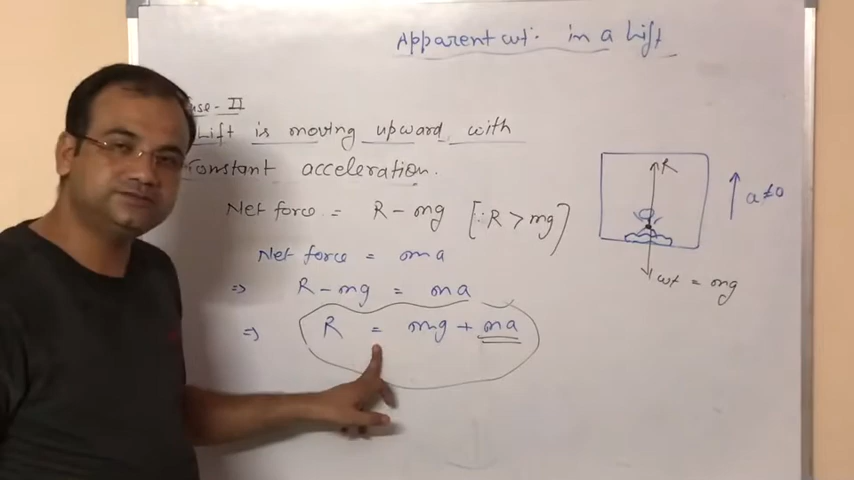 Apparent wt. in a Lift
Case - II
Lift is moving upward with
Constant acceleration.
Net force = R - mg [∵ R > mg]
Net force = ma
⇒ R - mg = ma
⇒ R = mg + ma
R
a ≠ 0
wt = mg